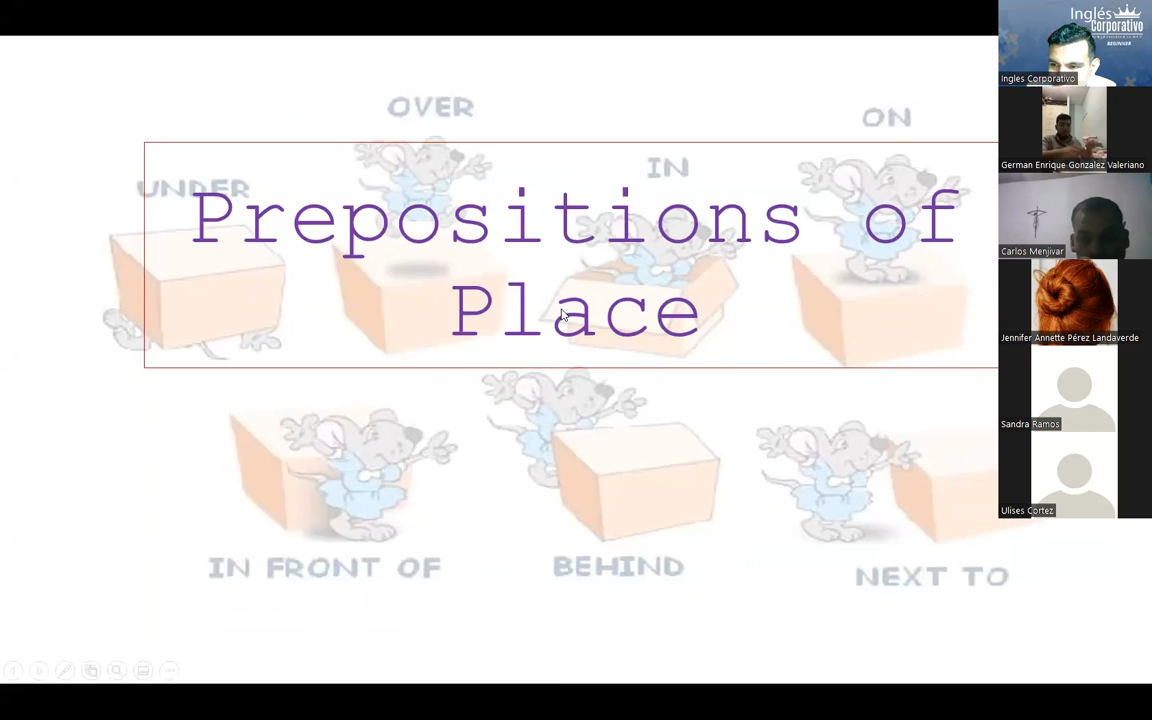 OVER
ON
IN
UNDER
Prepositions of
Place
IN FRONT OF
BEHIND
NEXT TO
Inglés
Corporativo
BEGINNER
Ingles Corporativo
German Enrique Gonzalez Valeriano
Carlos Menjivar
Jennifer Annette Pérez Landaverde
Sandra Ramos
Ulises Cortez